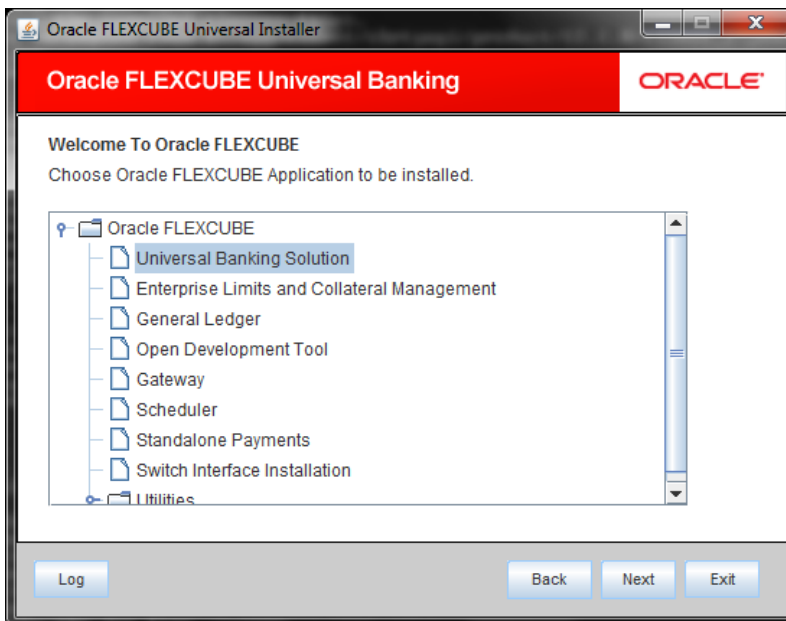 Oracle FLEXCUBE Universal Installer
Oracle FLEXCUBE Universal Banking
ORACLE
Welcome To Oracle FLEXCUBE
Choose Oracle FLEXCUBE Application to be installed.
Oracle FLEXCUBE
Universal Banking Solution
Enterprise Limits and Collateral Management
General Ledger
Open Development Tool
Gateway
Scheduler
Standalone Payments
Switch Interface Installation
Utilities
Log Back Next Exit